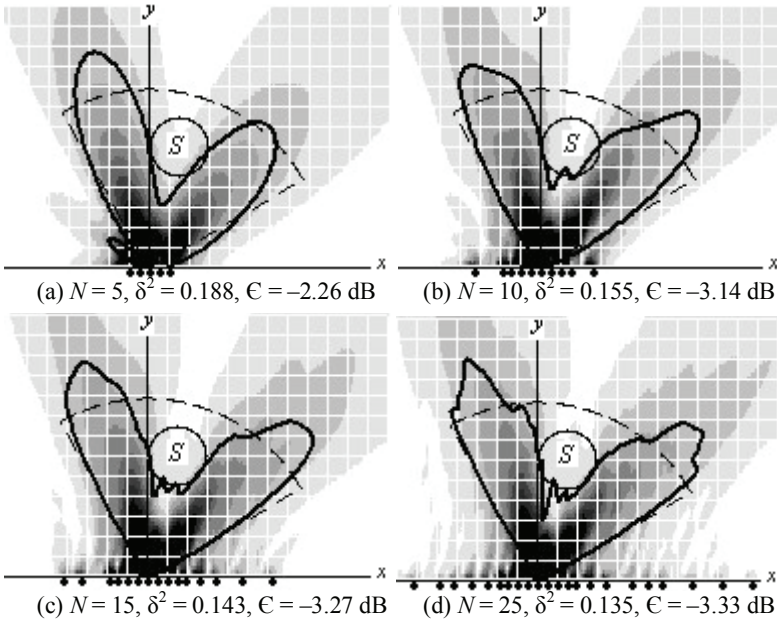 y
S
x
(a) N = 5, δ² = 0.188, Є = –2.26 dB
y
S
x
(b) N = 10, δ² = 0.155, Є = –3.14 dB
y
S
x
(c) N = 15, δ² = 0.143, Є = –3.27 dB
y
S
x
(d) N = 25, δ² = 0.135, Є = –3.33 dB